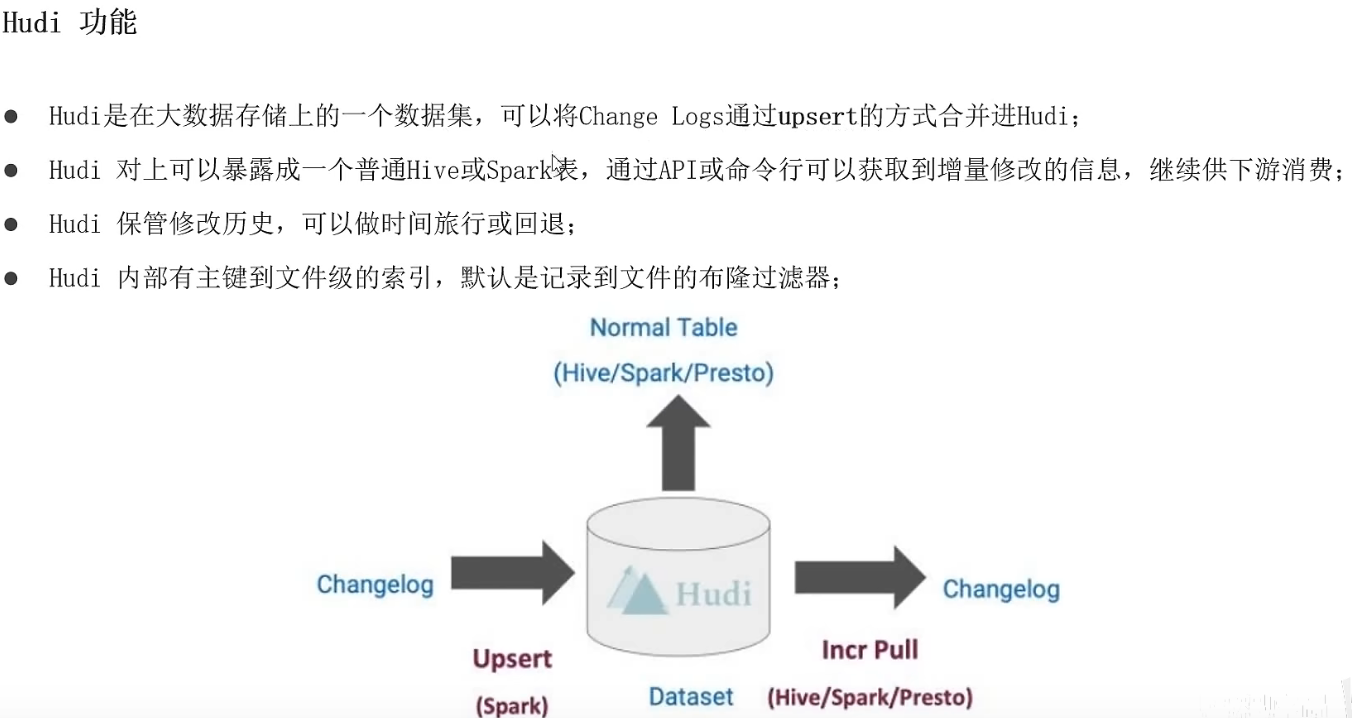 Hudi 功能
● Hudi是在大数据存储上的一个数据集，可以将Change Logs通过upsert的方式合并进Hudi；
● Hudi 对上可以暴露成一个普通Hive或Spark表，通过API或命令行可以获取到增量修改的信息，继续供下游消费；
● Hudi 保管修改历史，可以做时间旅行或回退；
● Hudi 内部有主键到文件级的索引，默认是记录到文件的布隆过滤器；
Normal Table
(Hive/Spark/Presto)
Changelog
Hudi
Changelog
Upsert
(Spark)
Dataset
Incr Pull
(Hive/Spark/Presto)